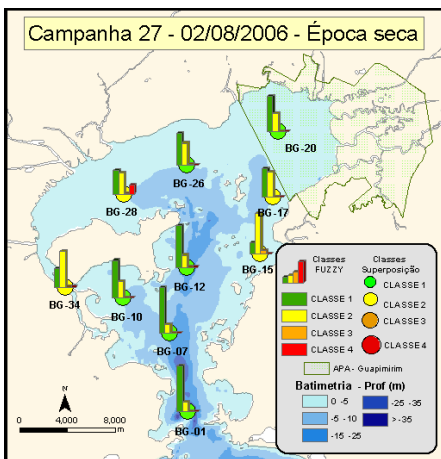 Campanha 27 - 02/08/2006 - Época seca
BG-20
BG-26
BG-28
BG-17
BG-15
BG-12
BG-34
BG-10
BG-07
BG-01
N
0 4,000 8,000
m
Classes
FUZZY
Classes
Superposição
CLASSE 1
CLASSE 1
CLASSE 2
CLASSE 2
CLASSE 3
CLASSE 3
CLASSE 4
CLASSE 4
APA - Guapimirim
Batimetria - Prof (m)
0 -5
-5 -10
-15 -25
-25 -35
>-35